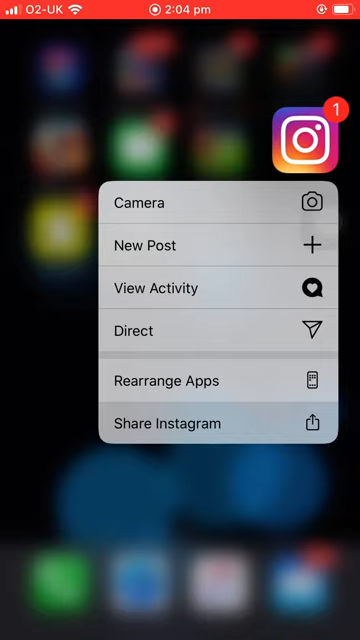 O2-UK 2:04 pm
1
Camera
New Post
View Activity
Direct
Rearrange Apps
Share Instagram